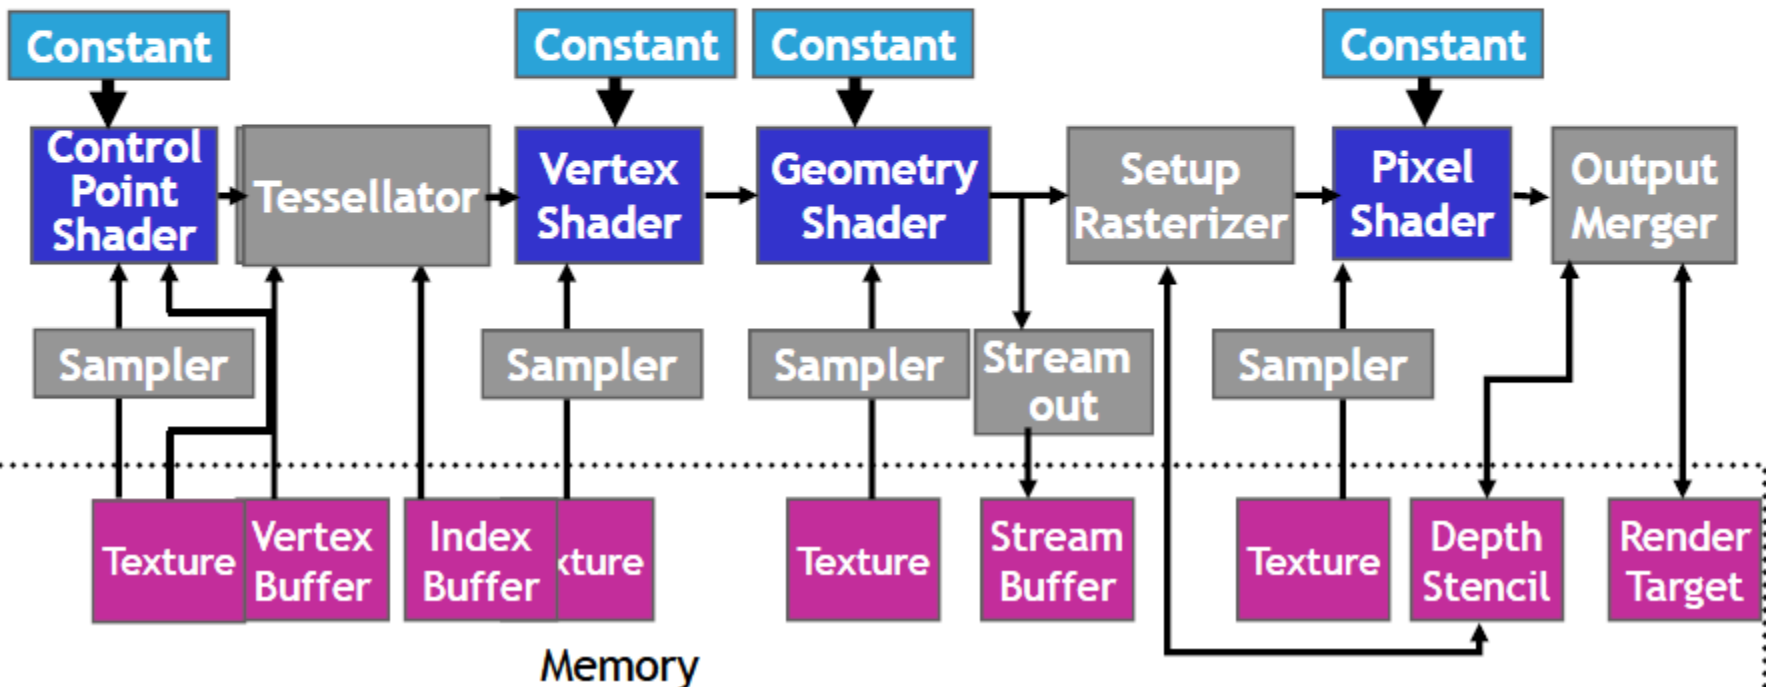 Constant
Constant
Constant
Constant
Control
Point
Shader
Tessellator
Vertex
Shader
Geometry
Shader
Setup
Rasterizer
Pixel
Shader
Output
Merger
Sampler
Sampler
Sampler
Stream
out
Sampler
Texture
Vertex
Buffer
Index
Buffer
xture
Texture
Stream
Buffer
Texture
Depth
Stencil
Render
Target
Memory